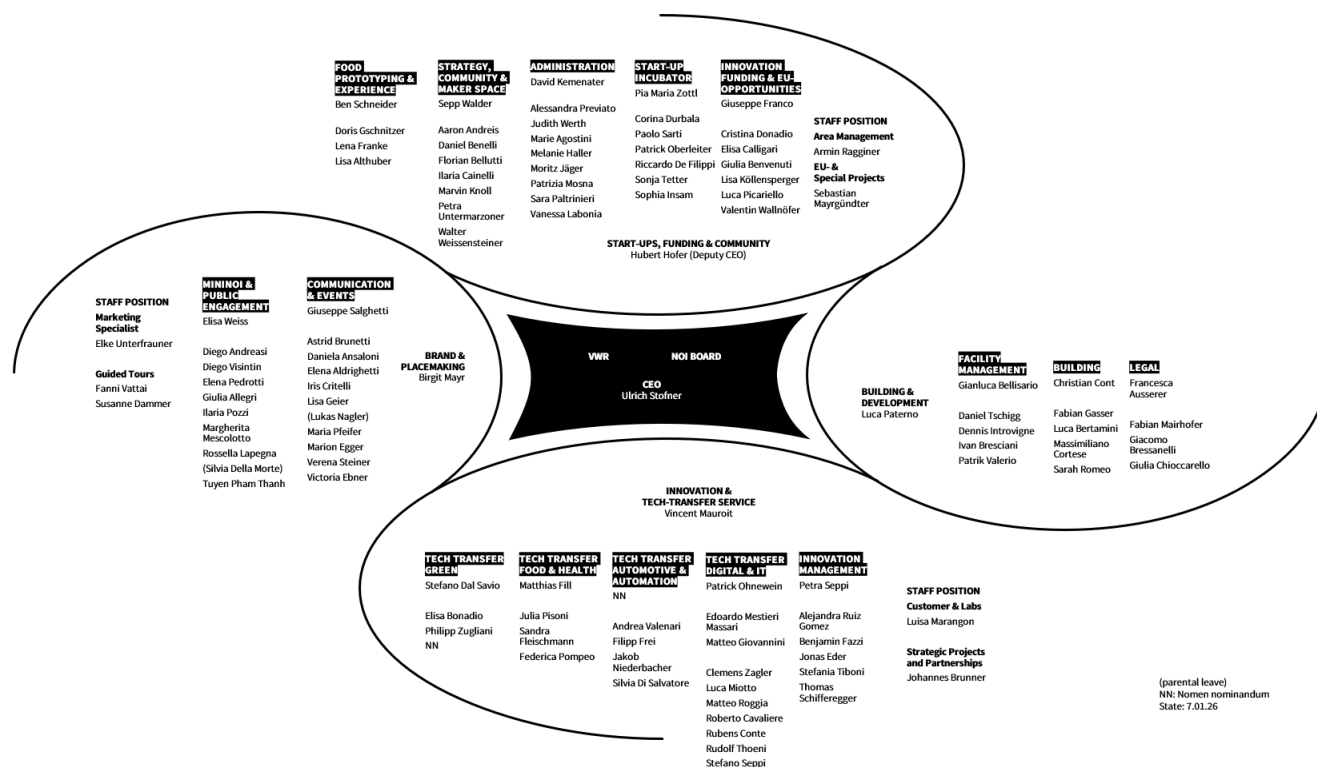 FOOD
PROTOTYPING &
EXPERIENCE
Ben Schneider
Doris Gschnitzer
Lena Franke
Lisa Althuber
STRATEGY,
COMMUNITY &
MAKER SPACE
Sepp Walder
Aaron Andreis
Daniel Benelli
Florian Bellutti
Ilaria Cainelli
Marvin Knoll
Petra
Untermarzoner
Walter
Weissensteiner
ADMINISTRATION
David Kemenater
Alessandra Previato
Judith Werth
Marie Agostini
Melanie Haller
Moritz Jäger
Patrizia Mosna
Sara Paltrinieri
Vanessa Labonia
START-UP
INCUBATOR
Pia Maria Zottl
Corina Durbala
Paolo Sarti
Patrick Oberleiter
Riccardo De Filippi
Sonja Tetter
Sophia Insam
INNOVATION
FUNDING & EU-
OPPORTUNITIES
Giuseppe Franco
Cristina Donadio
Elisa Calligari
Giulia Benvenuti
Lisa Köllensperger
Luca Picariello
Valentin Wallnöfer
STAFF POSITION
Area Management
Armin Ragginer
EU- &
Special Projects
Sebastian
Mayrgündter
START-UPS, FUNDING & COMMUNITY
Hubert Hofer (Deputy CEO)
STAFF POSITION
Marketing
Specialist
Elke Unterfrauner
Guided Tours
Fanni Vattai
Susanne Dammer
MININOI &
PUBLIC
ENGAGEMENT
Elisa Weiss
Diego Andreasi
Diego Visintin
Elena Pedrotti
Giulia Allegri
Ilaria Pozzi
Margherita
Mescolotto
Rossella Lapegna
(Silvia Della Morte)
Tuyen Pham Thanh
COMMUNICATION
& EVENTS
Giuseppe Salghetti
Astrid Brunetti
Daniela Ansaloni
Elena Aldrighetti
Iris Critelli
Lisa Geier
(Lukas Nagler)
Maria Pfeifer
Marion Egger
Verena Steiner
Victoria Ebner
BRAND &
PLACEMAKING
Birgit Mayr
VWR
NOI BOARD
CEO
Ulrich Stofner
BUILDING &
DEVELOPMENT
Luca Paterno
FACILITY
MANAGEMENT
Gianluca Bellisario
Daniel Tschigg
Dennis Introvigne
Ivan Bresciani
Patrik Valerio
BUILDING
Christian Cont
Fabian Gasser
Luca Bertamini
Massimiliano
Cortese
Sarah Romeo
LEGAL
Francesca
Ausserer
Fabian Mairhofer
Giacomo
Bressanelli
Giulia Chioccarello
INNOVATION &
TECH-TRANSFER SERVICE
Vincent Mauroit
TECH TRANSFER
GREEN
Stefano Dal Savio
Elisa Bonadio
Philipp Zugliani
NN
TECH TRANSFER
FOOD & HEALTH
Matthias Fill
Julia Pisoni
Sandra
Fleischmann
Federica Pompeo
TECH TRANSFER
AUTOMOTIVE &
AUTOMATION
NN
Andrea Valenari
Filipp Frei
Jakob
Niederbacher
Silvia Di Salvatore
TECH TRANSFER
DIGITAL & IT
Patrick Ohnewein
Edoardo Mestieri
Massari
Matteo Giovannini
Clemens Zagler
Luca Miotto
Matteo Roggia
Roberto Cavaliere
Rubens Conte
Rudolf Thoeni
Stefano Seppi
INNOVATION
MANAGEMENT
Petra Seppi
Alejandra Ruiz
Gomez
Benjamin Fazzi
Jonas Eder
Stefania Tiboni
Thomas
Schifferegger
STAFF POSITION
Customer & Labs
Luisa Marangon
Strategic Projects
and Partnerships
Johannes Brunner
(parental leave)
NN: Nomen nominandum
State: 7.01.26